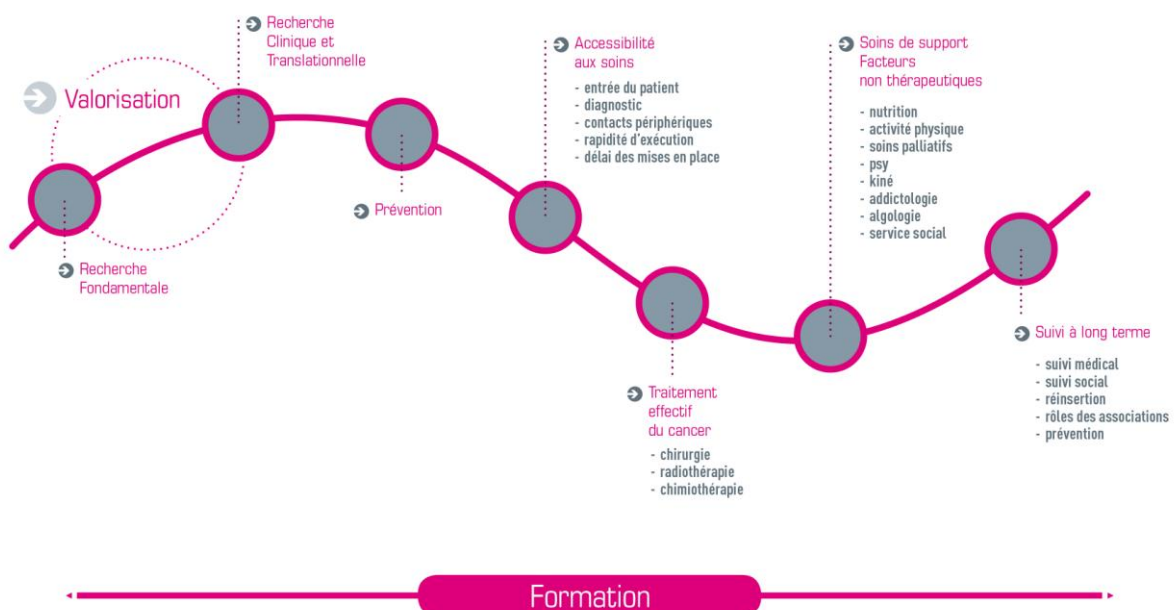 Recherche
Clinique et
Translationnelle
Valorisation
Recherche
Fondamentale
Prévention
Accessibilité
aux soins
- entrée du patient
- diagnostic
- contacts périphériques
- rapidité d'exécution
- délai des mises en place
Traitement
effectif
du cancer
- chirurgie
- radiothérapie
- chimiothérapie
Soins de support
Facteurs
non thérapeutiques
- nutrition
- activité physique
- soins palliatifs
- psy
- kiné
- addictologie
- algologie
- service social
Suivi à long terme
- suivi médical
- suivi social
- réinsertion
- rôles des associations
- prévention
Formation